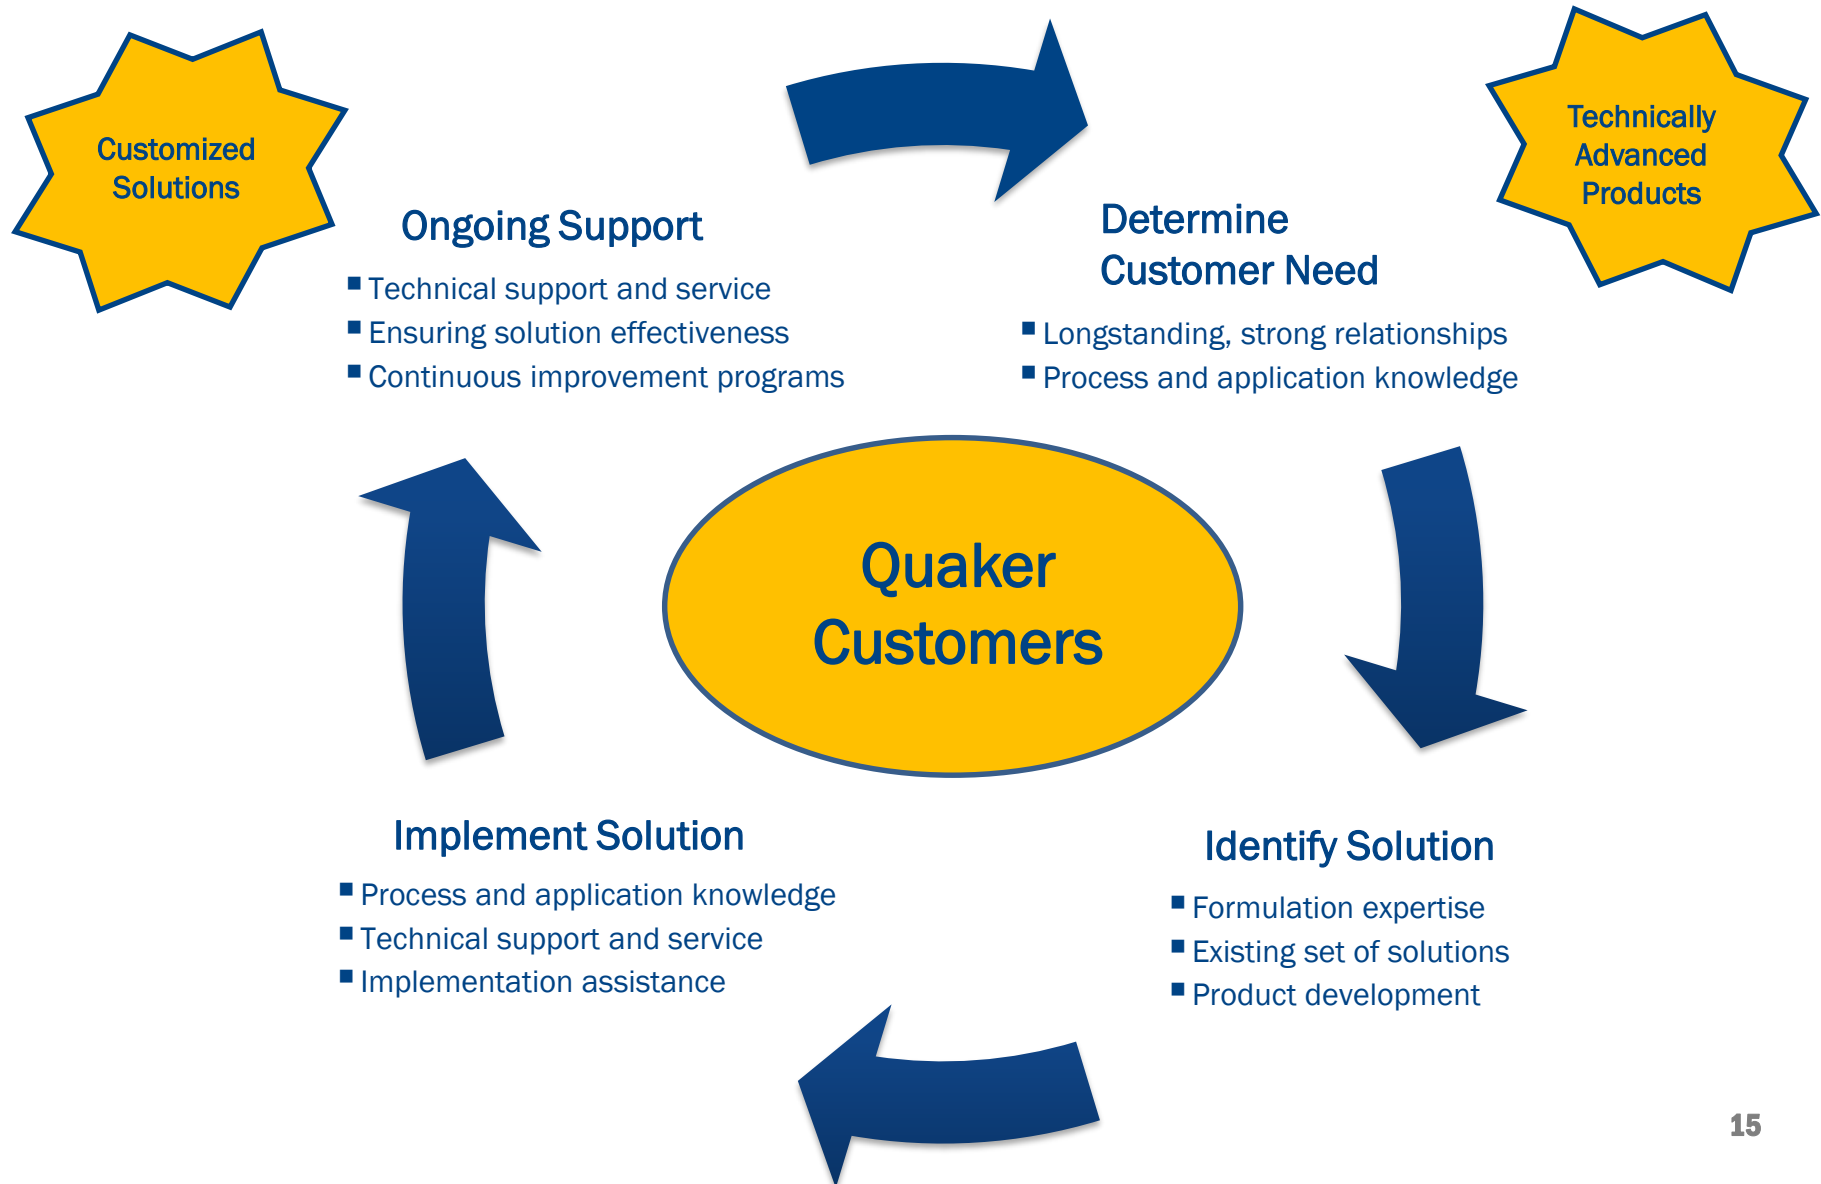 Customized
Solutions
Technically
Advanced
Products
Ongoing Support
▪ Technical support and service
▪ Ensuring solution effectiveness
▪ Continuous improvement programs
Determine
Customer Need
▪ Longstanding, strong relationships
▪ Process and application knowledge
Quaker
Customers
Implement Solution
▪ Process and application knowledge
▪ Technical support and service
▪ Implementation assistance
Identify Solution
▪ Formulation expertise
▪ Existing set of solutions
▪ Product development
15